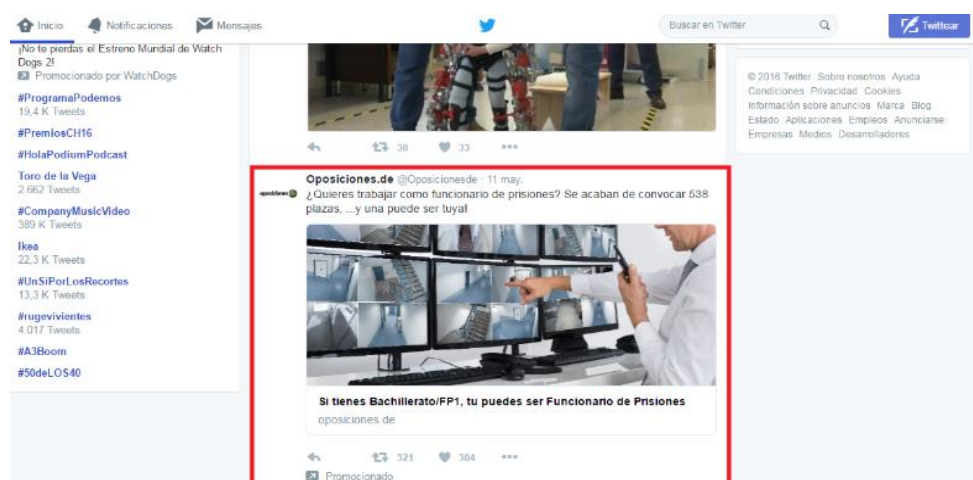 Inicio Notificaciones Mensajes Buscar en Twitter Twittear
¡No te pierdas el Estreno Mundial de Watch
Dogs 2!
Promocionado por WatchDogs
#ProgramaPodemos
19,4 K Tweets
#PremiosCH16
#HolaPodiumPodcast
Toro de la Vega
2.662 Tweets
#CompanyMusicVideo
389 K Tweets
Ikea
22,3 K Tweets
#UnSiPorLosRecortes
13,3 K Tweets
#rugevivientes
4.017 Tweets
#A3Boom
#50deLOS40
30 33
Oposiciones.de @Oposicionesde · 11 may.
¿Quieres trabajar como funcionario de prisiones? Se acaban de convocar 538
plazas, ...y una puede ser tuya!
Si tienes Bachillerato/FP1, tu puedes ser Funcionario de Prisiones
oposiciones.de
321 384
Promocionado
© 2016 Twitter Sobre nosotros Ayuda
Condiciones Privacidad Cookies
Información sobre anuncios Marca Blog
Estado Aplicaciones Empleos Anunciarse
Empresas Medios Desarrolladores